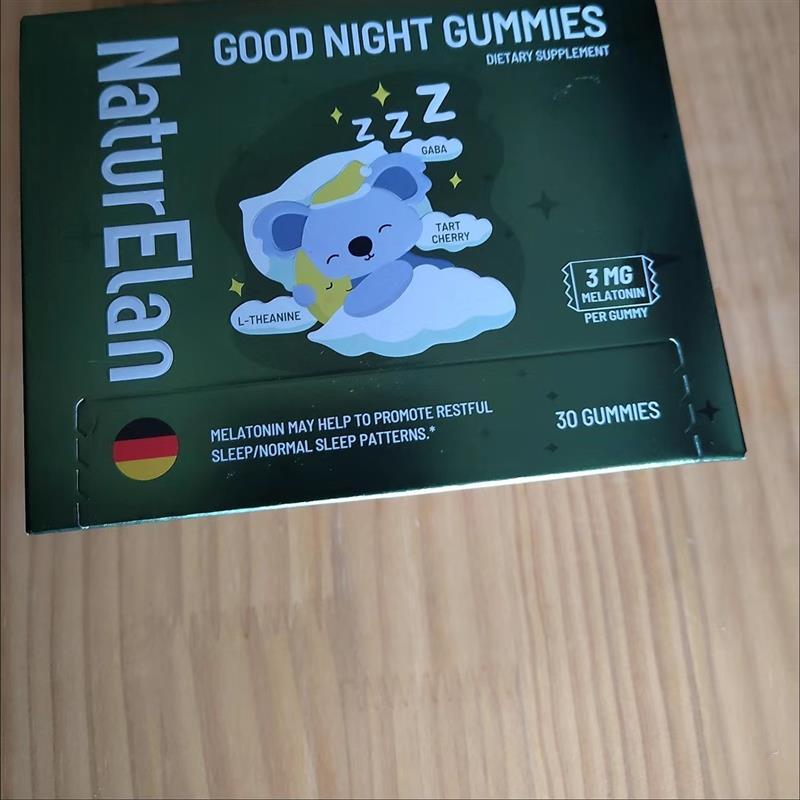 NaturElan
GOOD NIGHT GUMMIES
DIETARY SUPPLEMENT
Z Z Z
GABA
TART
CHERRY
L-THEANINE
3 MG
MELATONIN
PER GUMMY
MELATONIN MAY HELP TO PROMOTE RESTFUL
SLEEP/NORMAL SLEEP PATTERNS.*
30 GUMMIES